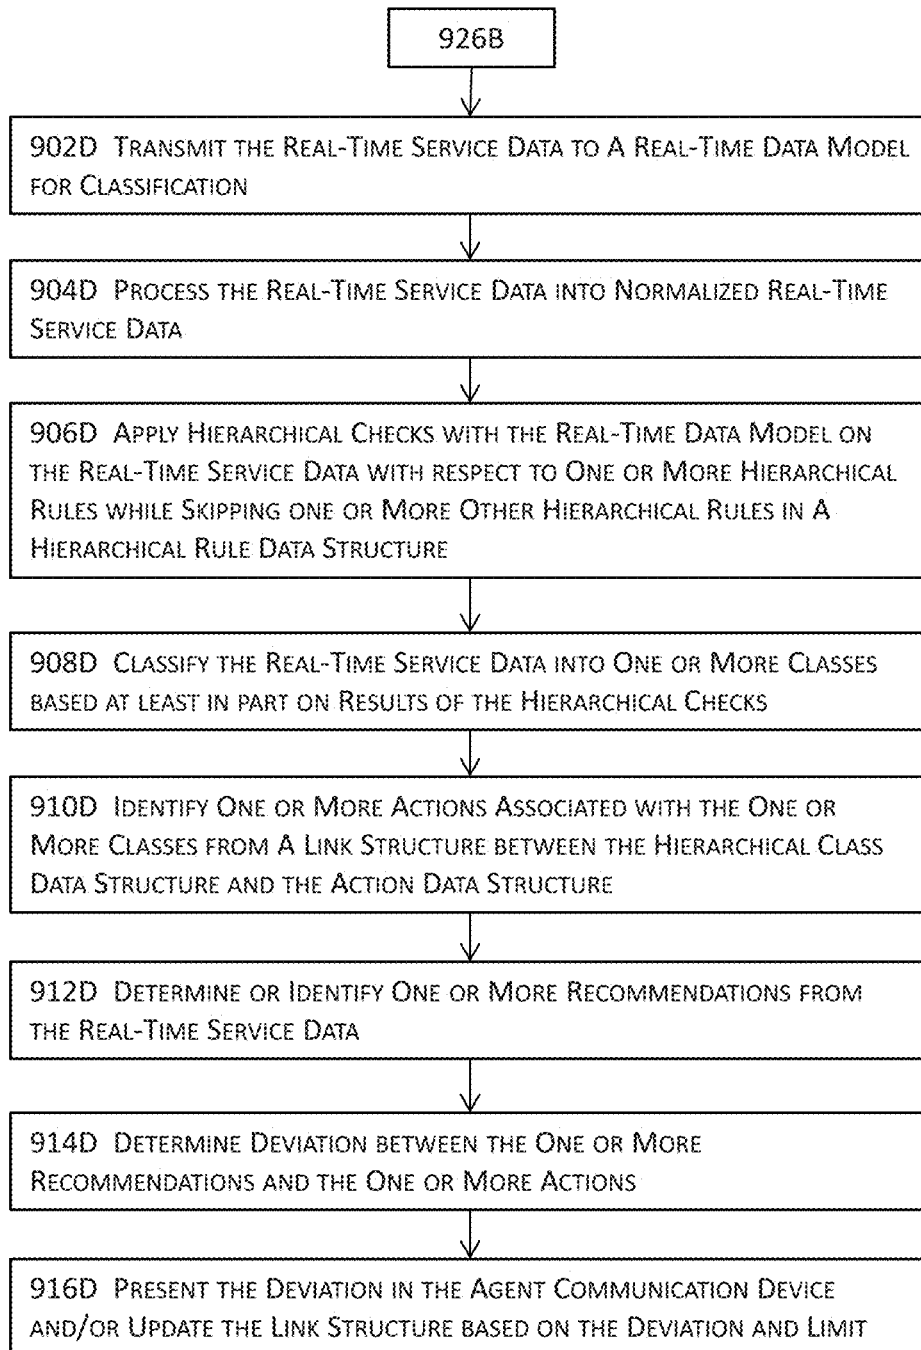 926B
902D TRANSMIT THE REAL-TIME SERVICE DATA TO A REAL-TIME DATA MODEL
FOR CLASSIFICATION
904D PROCESS THE REAL-TIME SERVICE DATA INTO NORMALIZED REAL-TIME
SERVICE DATA
906D APPLY HIERARCHICAL CHECKS WITH THE REAL-TIME DATA MODEL ON
THE REAL-TIME SERVICE DATA WITH RESPECT TO ONE OR MORE HIERARCHICAL
RULES WHILE SKIPPING ONE OR MORE OTHER HIERARCHICAL RULES IN A
HIERARCHICAL RULE DATA STRUCTURE
908D CLASSIFY THE REAL-TIME SERVICE DATA INTO ONE OR MORE CLASSES
BASED AT LEAST IN PART ON RESULTS OF THE HIERARCHICAL CHECKS
910D IDENTIFY ONE OR MORE ACTIONS ASSOCIATED WITH THE ONE OR
MORE CLASSES FROM A LINK STRUCTURE BETWEEN THE HIERARCHICAL CLASS
DATA STRUCTURE AND THE ACTION DATA STRUCTURE
912D DETERMINE OR IDENTIFY ONE OR MORE RECOMMENDATIONS FROM
THE REAL-TIME SERVICE DATA
914D DETERMINE DEVIATION BETWEEN THE ONE OR MORE
RECOMMENDATIONS AND THE ONE OR MORE ACTIONS
916D PRESENT THE DEVIATION IN THE AGENT COMMUNICATION DEVICE
AND/OR UPDATE THE LINK STRUCTURE BASED ON THE DEVIATION AND LIMIT